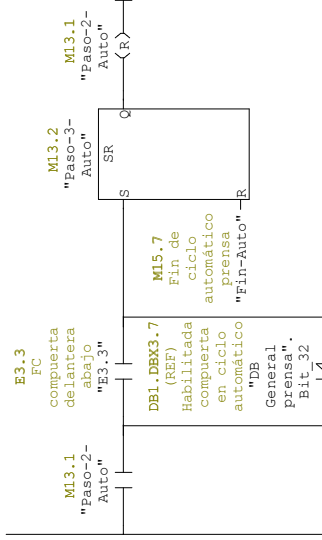 M13.1
"Paso-2-
Auto"
E3.3
FC
compuerta
delantera
abajo
"E3.3"
DB1.DBX3.7
(REF)
Habilitada
compuerta
en ciclo
automático
"DB
General
prensa".
Bit_32
M13.2
"Paso-3-
Auto"
SR
S
Q
M15.7
Fin de
ciclo
automático
prensa
"Fin-Auto"
R
M13.1
"Paso-2-
Auto"
R